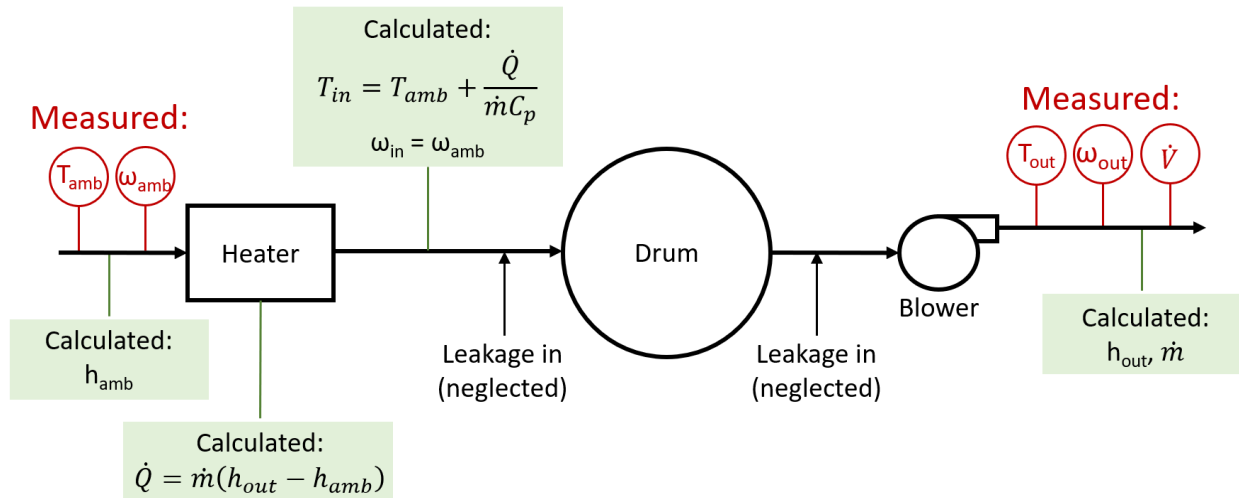 Measured:
T_amb
ω_amb
Calculated:
h_amb
Heater
Calculated:
Q̇ = ṁ(h_out − h_amb)
Calculated:
T_in = T_amb + Q̇ / ṁC_p
ω_in = ω_amb
Leakage in
(neglected)
Drum
Leakage in
(neglected)
Blower
Measured:
T_out
ω_out
V̇
Calculated:
h_out, ṁ